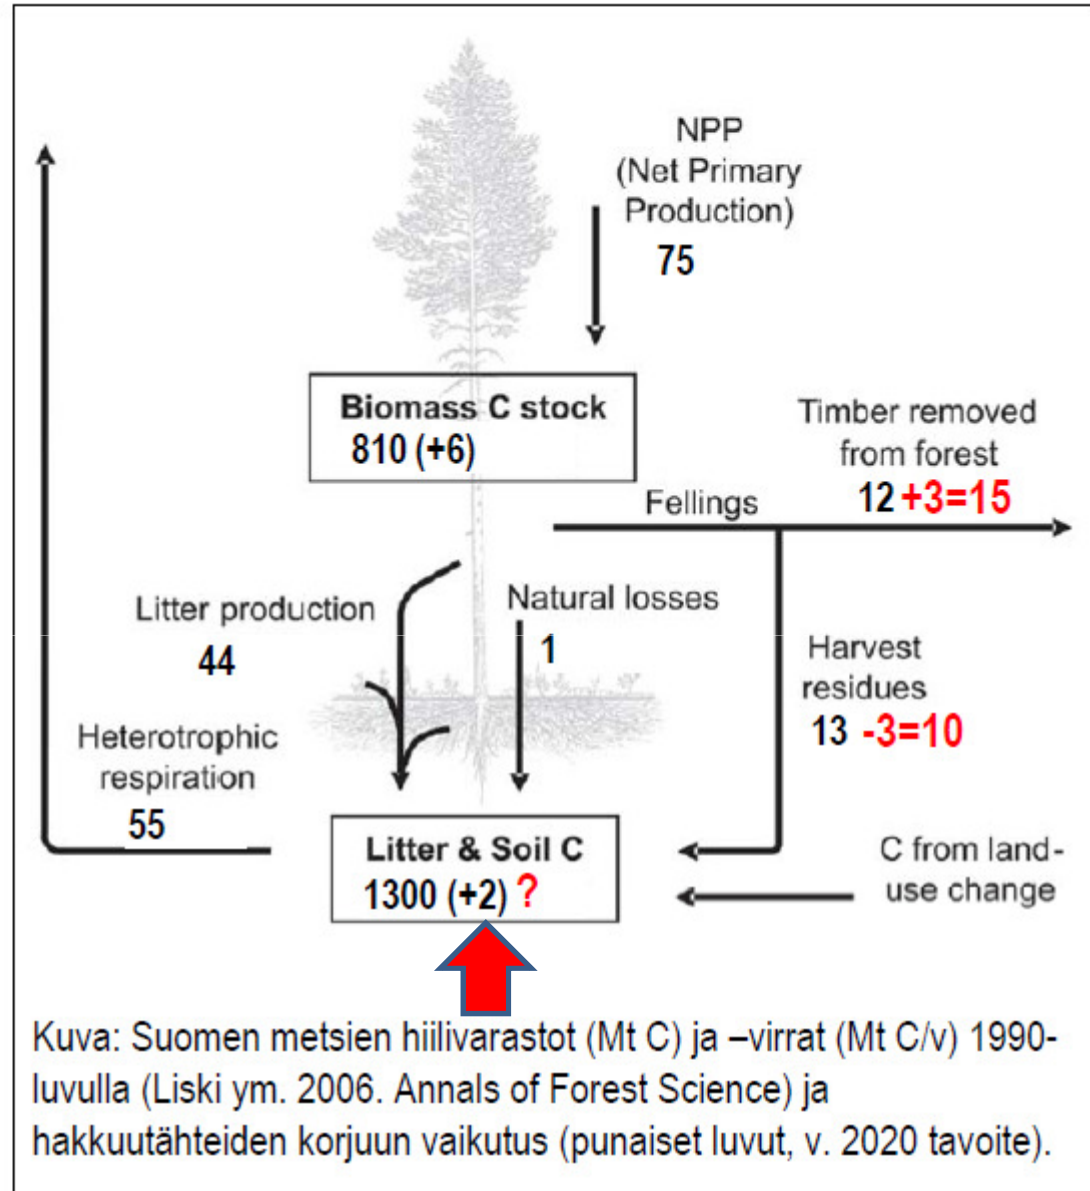 NPP
(Net Primary
Production)
75
Biomass C stock
810 (+6)
Timber removed
from forest
12 +3=15
Fellings
Litter production
44
Natural losses
1
Harvest
residues
13 -3=10
Heterotrophic
respiration
55
Litter & Soil C
1300 (+2) ?
C from land-
use change
Kuva: Suomen metsien hiilivarastot (Mt C) ja –virrat (Mt C/v) 1990-
luvulla (Liski ym. 2006. Annals of Forest Science) ja
hakkuutähteiden korjuun vaikutus (punaiset luvut, v. 2020 tavoite).